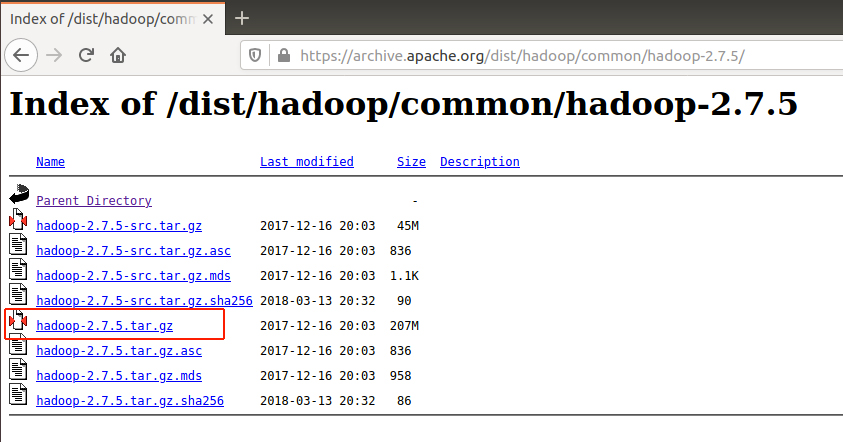 Index of /dist/hadoop/comm
https://archive.apache.org/dist/hadoop/common/hadoop-2.7.5/
Index of /dist/hadoop/common/hadoop-2.7.5
Name Last modified Size Description
Parent Directory -
hadoop-2.7.5-src.tar.gz 2017-12-16 20:03 45M
hadoop-2.7.5-src.tar.gz.asc 2017-12-16 20:03 836
hadoop-2.7.5-src.tar.gz.mds 2017-12-16 20:03 1.1K
hadoop-2.7.5-src.tar.gz.sha256 2018-03-13 20:32 90
hadoop-2.7.5.tar.gz 2017-12-16 20:03 207M
hadoop-2.7.5.tar.gz.asc 2017-12-16 20:03 836
hadoop-2.7.5.tar.gz.mds 2017-12-16 20:03 958
hadoop-2.7.5.tar.gz.sha256 2018-03-13 20:32 86